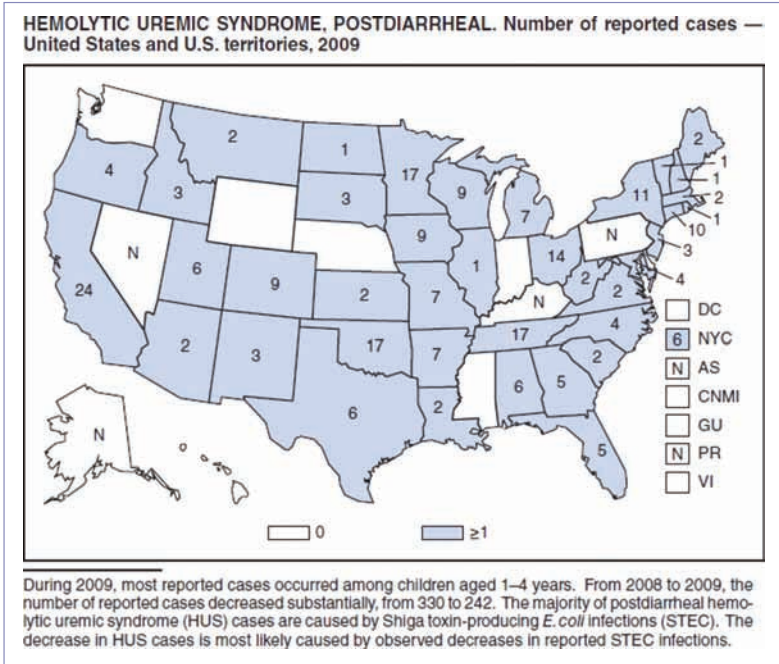 HEMOLYTIC UREMIC SYNDROME, POSTDIARRHEAL. Number of reported cases —
United States and U.S. territories, 2009
2
1
17
2
4
3
3
9
7
11
1
1
2
1
10
3
4
N
N
9
6
9
2
7
1
14
2
2
24
N
4
2
3
17
7
17
2
6
2
6
5
5
N
DC
6 NYC
N AS
CNMI
GU
N PR
VI
0
≥1
During 2009, most reported cases occurred among children aged 1–4 years. From 2008 to 2009, the
number of reported cases decreased substantially, from 330 to 242. The majority of postdiarrheal hemo-
lytic uremic syndrome (HUS) cases are caused by Shiga toxin-producing E. coli infections (STEC). The
decrease in HUS cases is most likely caused by observed decreases in reported STEC infections.